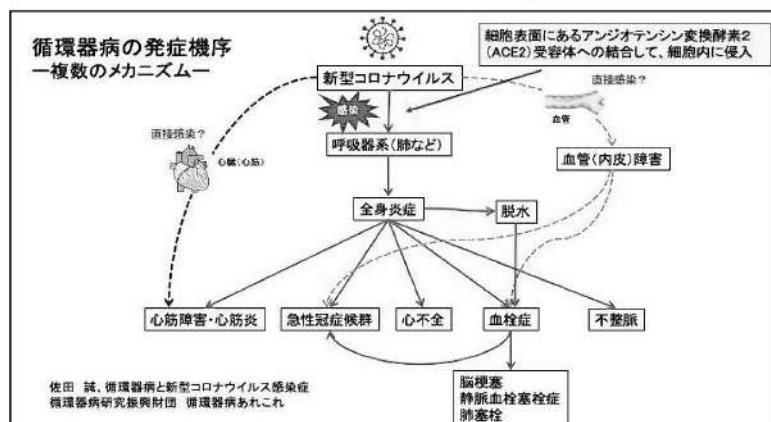 循環器病の発症機序
―複数のメカニズム―
細胞表面にあるアンジオテンシン変換酵素2
(ACE2)受容体への結合して、細胞内に侵入
新型コロナウイルス
感染
直接感染?
心臓(心筋)
直接感染?
血管
呼吸器系(肺など)
血管(内皮)障害
全身炎症
脱水
心筋障害・心筋炎
急性冠症候群
心不全
血栓症
不整脈
脳梗塞
静脈血栓塞栓症
肺塞栓
佐田 誠、循環器病と新型コロナウイルス感染症
循環器病研究振興財団 循環器病あれこれ